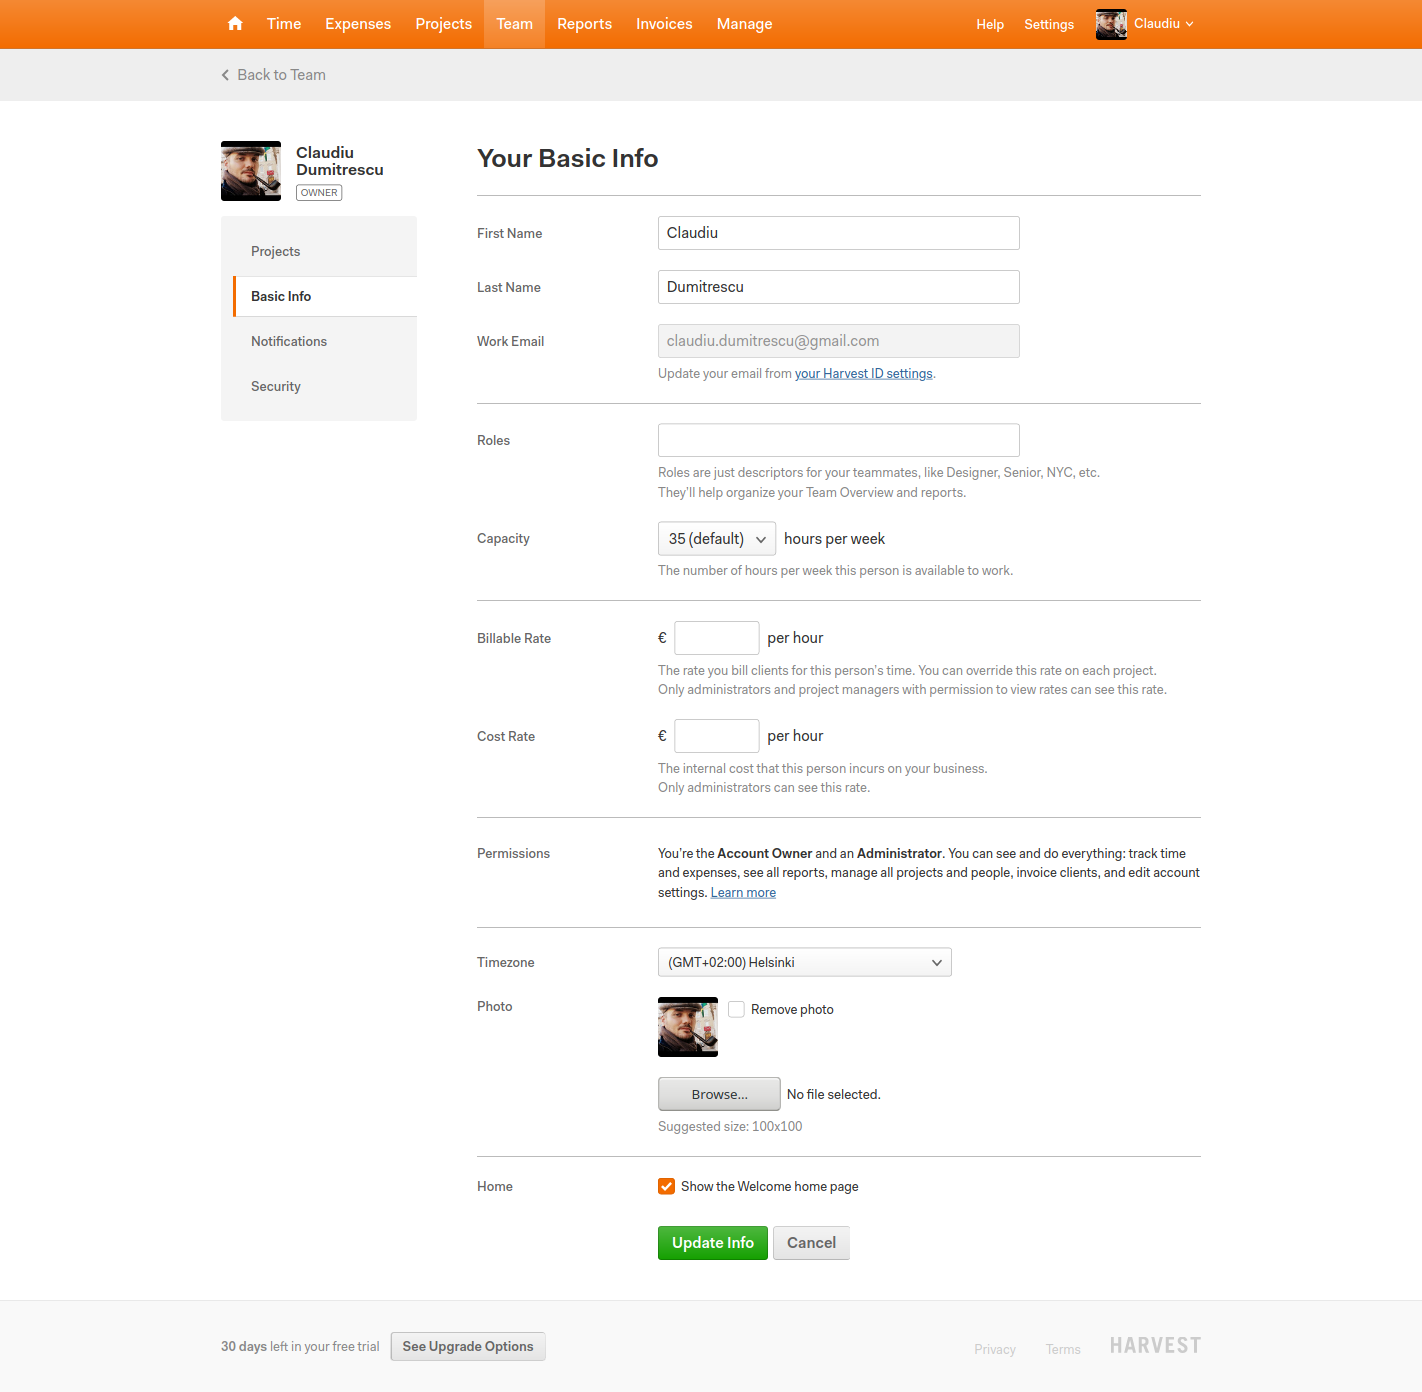 Time Expenses Projects Team Reports Invoices Manage Help Settings Claudiu
Back to Team
Claudiu
Dumitrescu
OWNER
Projects
Basic Info
Notifications
Security
Your Basic Info
First Name Claudiu
Last Name Dumitrescu
Work Email claudiu.dumitrescu@gmail.com
Update your email from your Harvest ID settings.
Roles
Roles are just descriptors for your teammates, like Designer, Senior, NYC, etc.
They'll help organize your Team Overview and reports.
Capacity 35 (default) hours per week
The number of hours per week this person is available to work.
Billable Rate € per hour
The rate you bill clients for this person's time. You can override this rate on each project.
Only administrators and project managers with permission to view rates can see this rate.
Cost Rate € per hour
The internal cost that this person incurs on your business.
Only administrators can see this rate.
Permissions You're the Account Owner and an Administrator. You can see and do everything: track time
and expenses, see all reports, manage all projects and people, invoice clients, and edit account
settings. Learn more
Timezone (GMT+02:00) Helsinki
Photo Remove photo
Browse... No file selected.
Suggested size: 100x100
Home Show the Welcome home page
Update Info Cancel
30 days left in your free trial See Upgrade Options Privacy Terms HARVEST